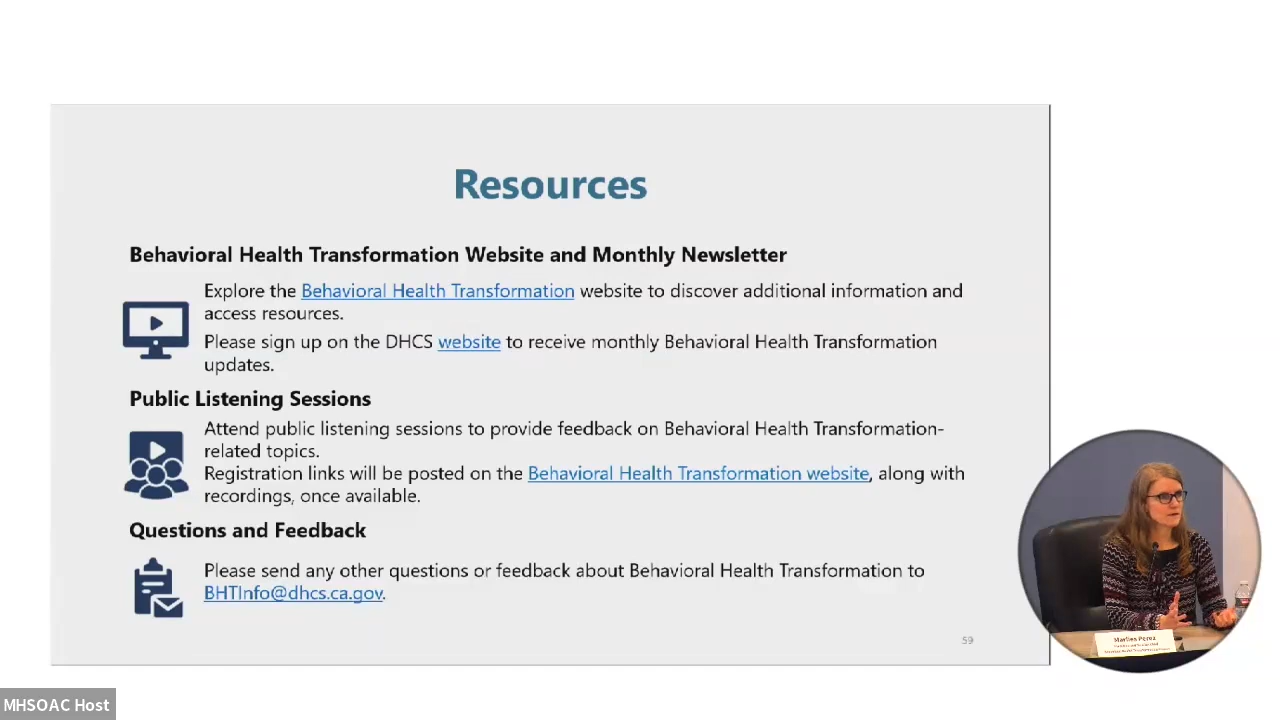 Resources
Behavioral Health Transformation Website and Monthly Newsletter
Explore the Behavioral Health Transformation website to discover additional information and
access resources.
Please sign up on the DHCS website to receive monthly Behavioral Health Transformation
updates.
Public Listening Sessions
Attend public listening sessions to provide feedback on Behavioral Health Transformation-
related topics.
Registration links will be posted on the Behavioral Health Transformation website, along with
recordings, once available.
Questions and Feedback
Please send any other questions or feedback about Behavioral Health Transformation to
BHTInfo@dhcs.ca.gov.
59
Marlies Perez
MHSOAC Host